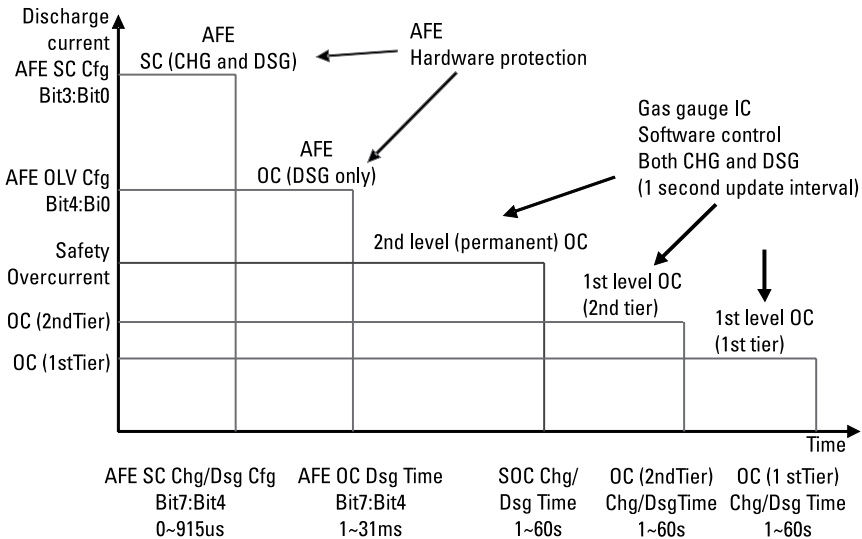 Discharge
current
AFE SC Cfg
Bit3:Bit0
AFE
SC (CHG and DSG)
AFE
Hardware protection
AFE OLV Cfg
Bit4:Bi0
AFE
OC (DSG only)
Gas gauge IC
Software control
Both CHG and DSG
(1 second update interval)
Safety
Overcurrent
2nd level (permanent) OC
1st level OC
(2nd tier)
OC (2ndTier)
1st level OC
(1st tier)
OC (1stTier)
Time
AFE SC Chg/Dsg Cfg
Bit7:Bit4
0~915us
AFE OC Dsg Time
Bit7:Bit4
1~31ms
SOC Chg/
Dsg Time
1~60s
OC (2ndTier)
Chg/DsgTime
1~60s
OC (1 stTier)
Chg/Dsg Time
1~60s